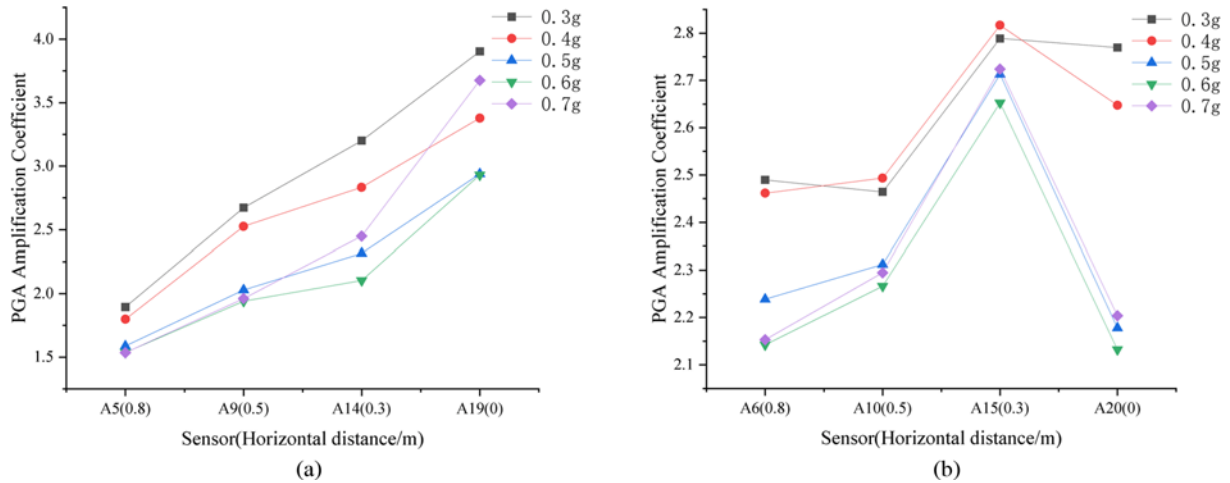 0.3g
0.4g
0.5g
0.6g
0.7g
4.0
3.5
3.0
2.5
2.0
1.5
PGA Amplification Coefficient
A5(0.8) A9(0.5) A14(0.3) A19(0)
Sensor(Horizontal distance/m)
(a)
0.3g
0.4g
0.5g
0.6g
0.7g
2.8
2.7
2.6
2.5
2.4
2.3
2.2
2.1
PGA Amplification Coefficient
A6(0.8) A10(0.5) A15(0.3) A20(0)
Sensor(Horizontal distance/m)
(b)